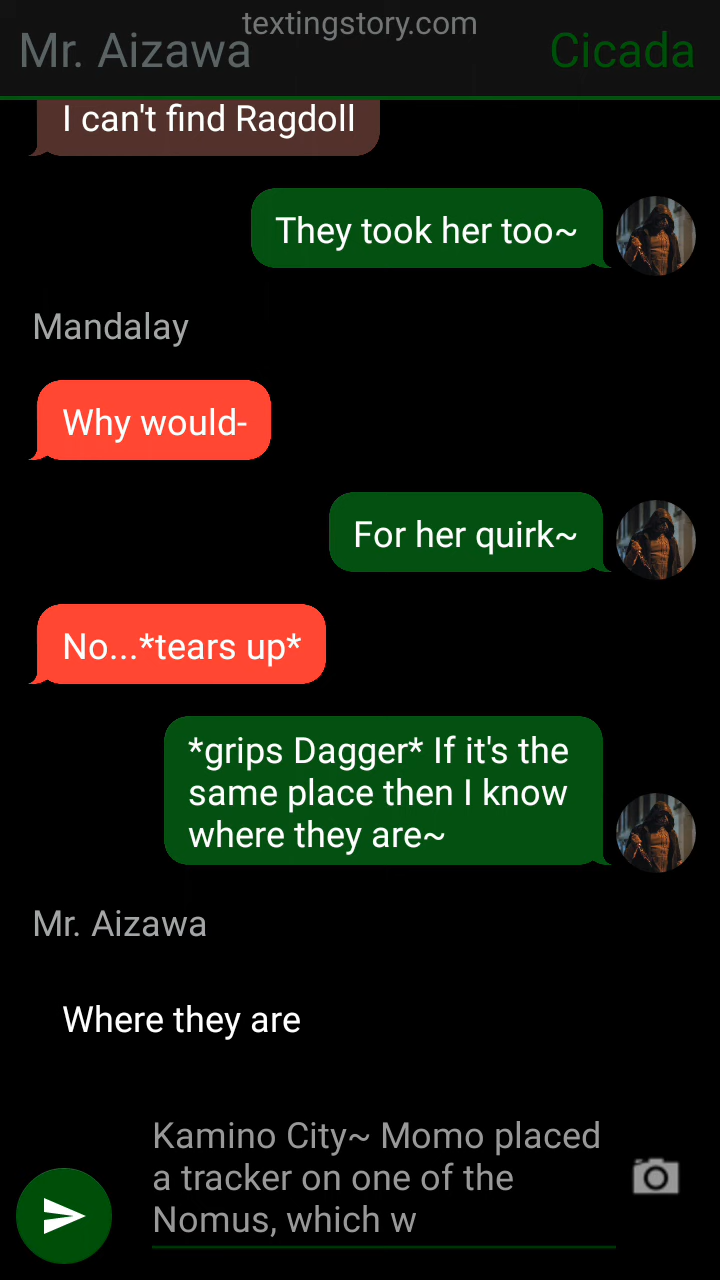 textingstory.com
Mr. Aizawa
Cicada
I can't find Ragdoll
They took her too~
Mandalay
Why would-
For her quirk~
No...*tears up*
*grips Dagger* If it's the
same place then I know
where they are~
Mr. Aizawa
Where they are
Kamino City~ Momo placed
a tracker on one of the
Nomus, which w